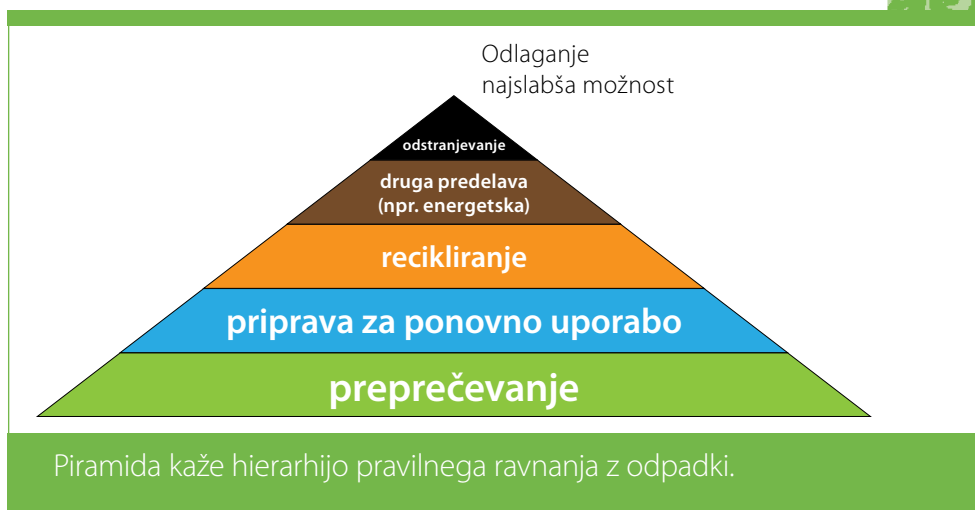 Odlaganje
najslabša možnost
odstranjevanje
druga predelava
(npr. energetska)
recikliranje
priprava za ponovno uporabo
preprečevanje
Piramida kaže hierarhijo pravilnega ravnanja z odpadki.